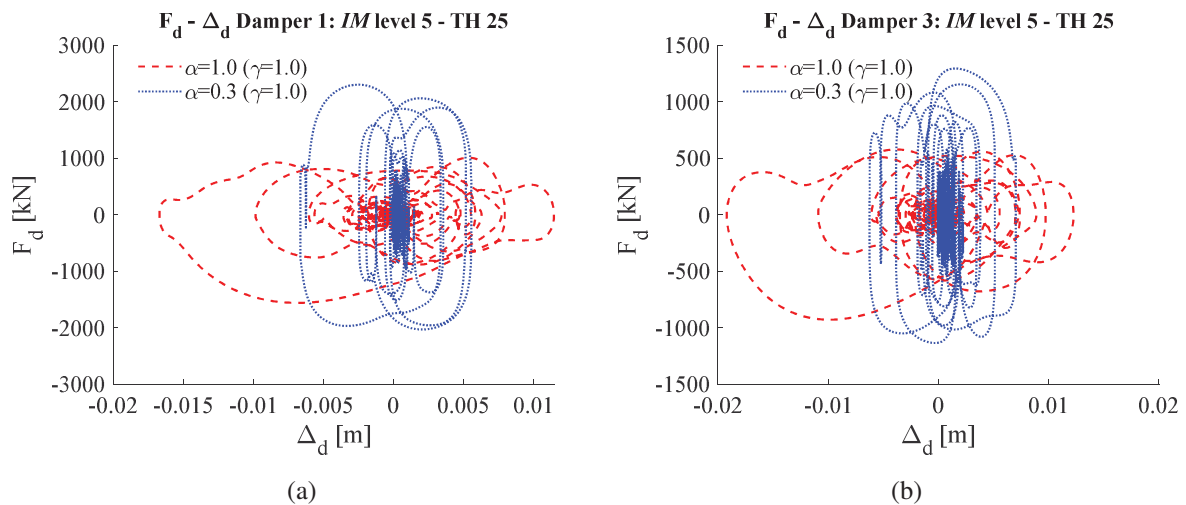 F_d - Δ_d Damper 1: IM level 5 - TH 25
3000
2000
1000
0
-1000
-2000
-3000
F_d [kN]
α=1.0 (γ=1.0)
α=0.3 (γ=1.0)
-0.02 -0.015 -0.01 -0.005 0 0.005 0.01
Δ_d [m]
(a)
F_d - Δ_d Damper 3: IM level 5 - TH 25
1500
1000
500
0
-500
-1000
-1500
F_d [kN]
α=1.0 (γ=1.0)
α=0.3 (γ=1.0)
-0.02 -0.01 0 0.01 0.02
Δ_d [m]
(b)